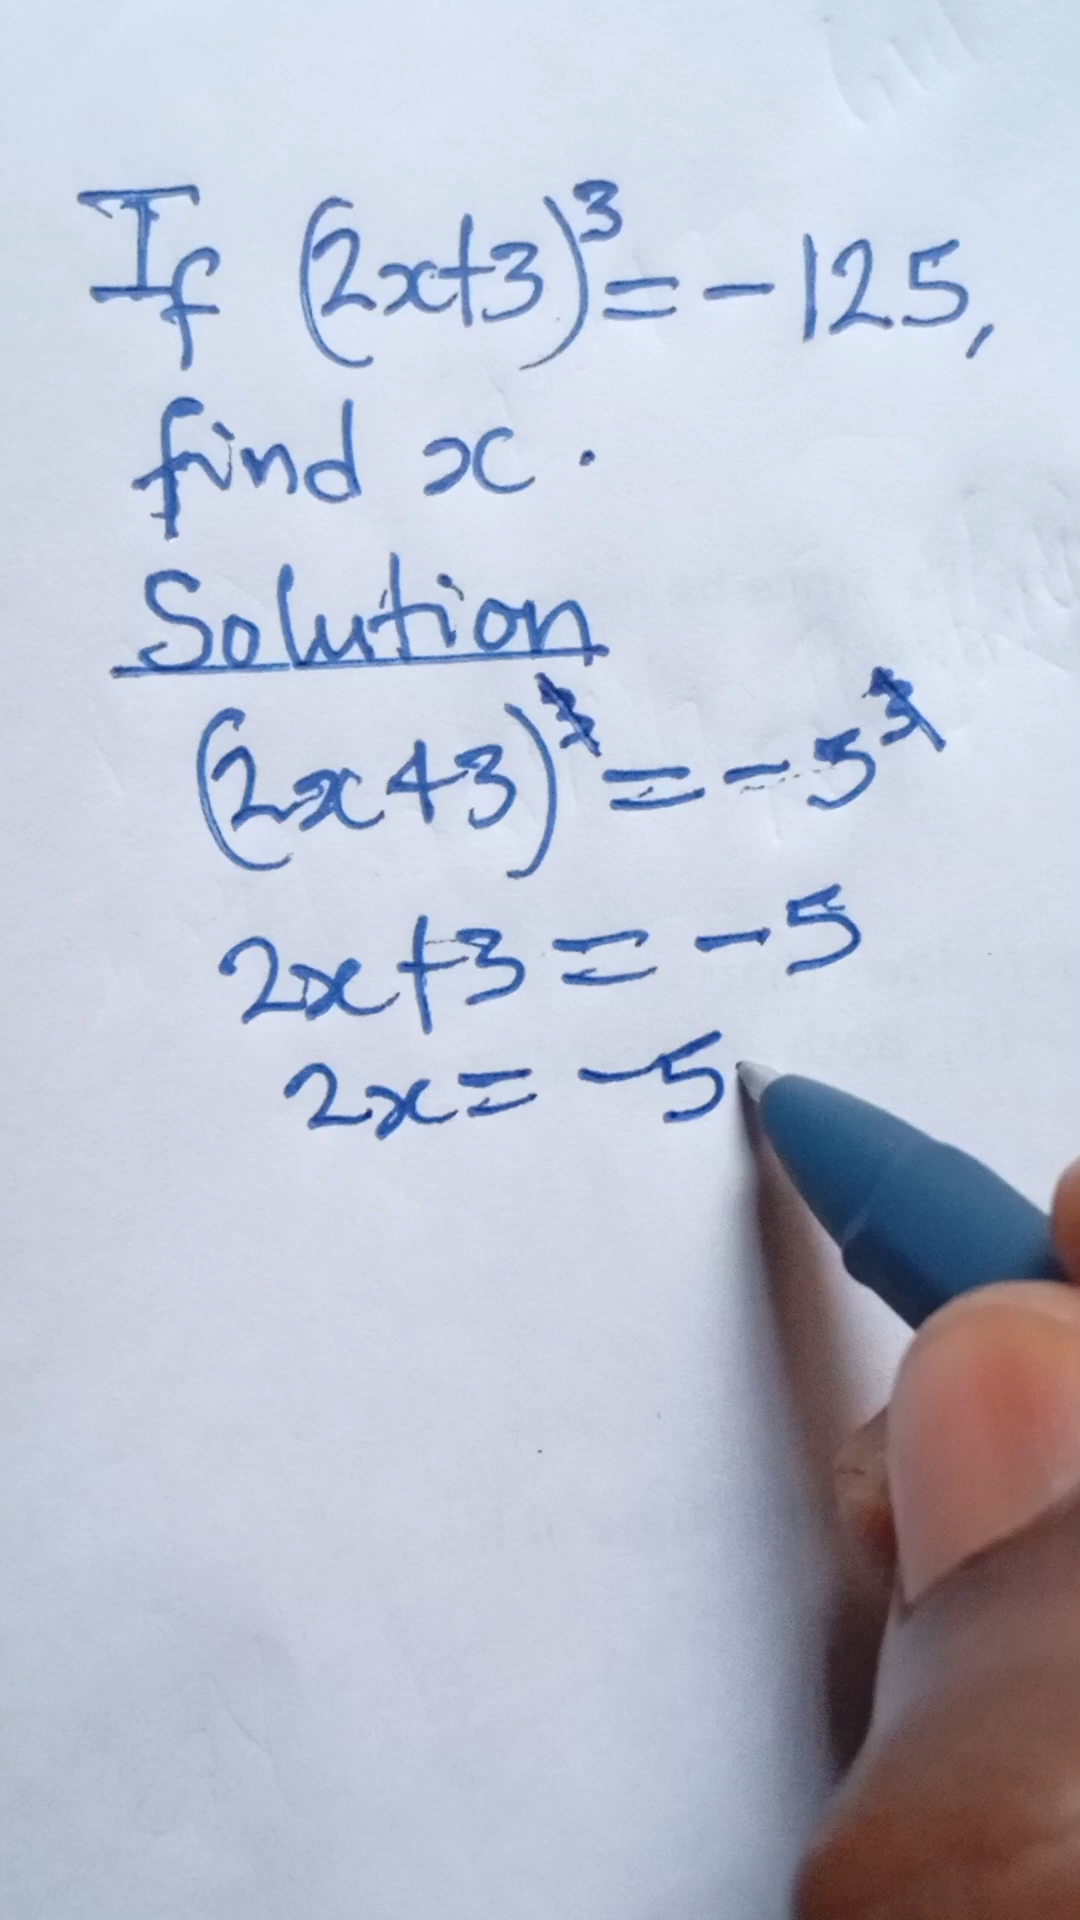 If (2x+3)³=-125,
find x.
Solution
(2x+3)³=-5³
2x+3=-5
2x=-5